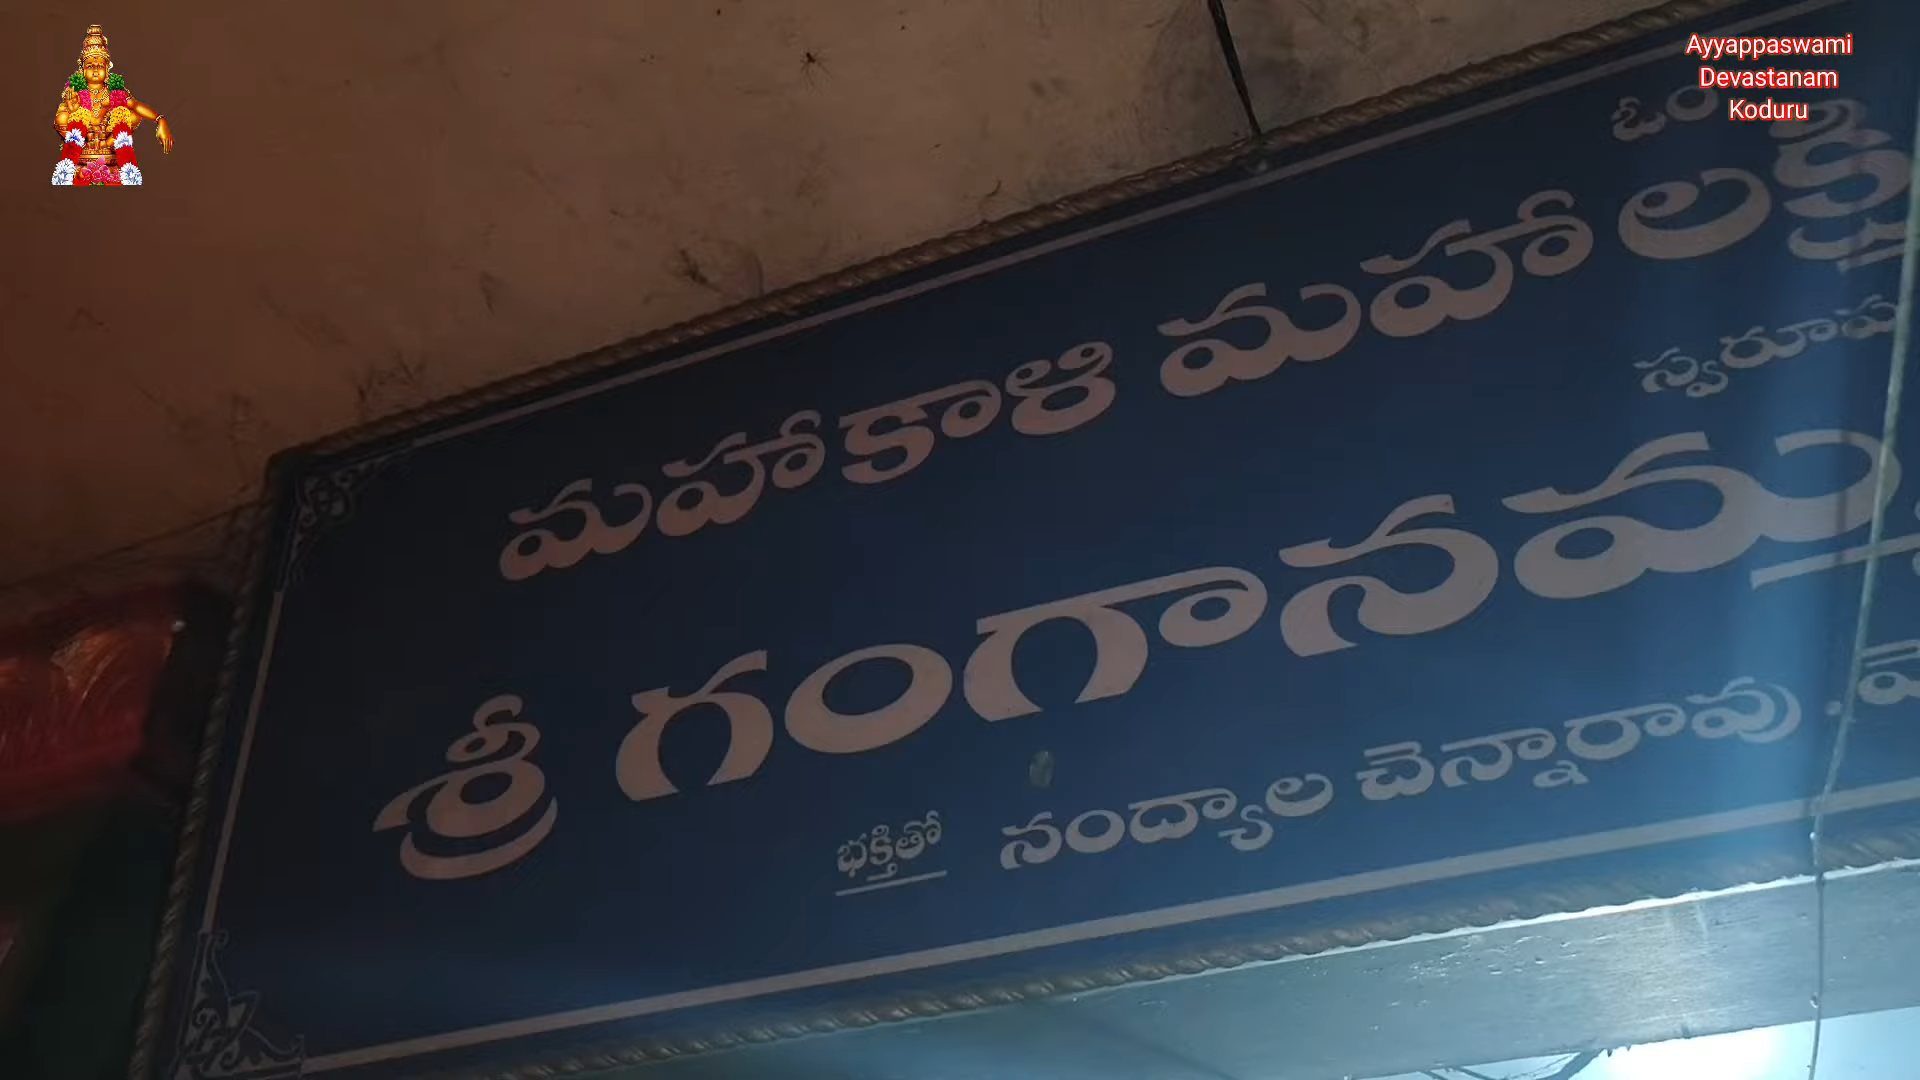 Ayyappaswami
Devastanam
Koduru
ఓం
మహాకాళి మహాలక్ష్మి
శ్రీ గంగానమ్మ
భక్తితో నంద్యాల చెన్నారావు.